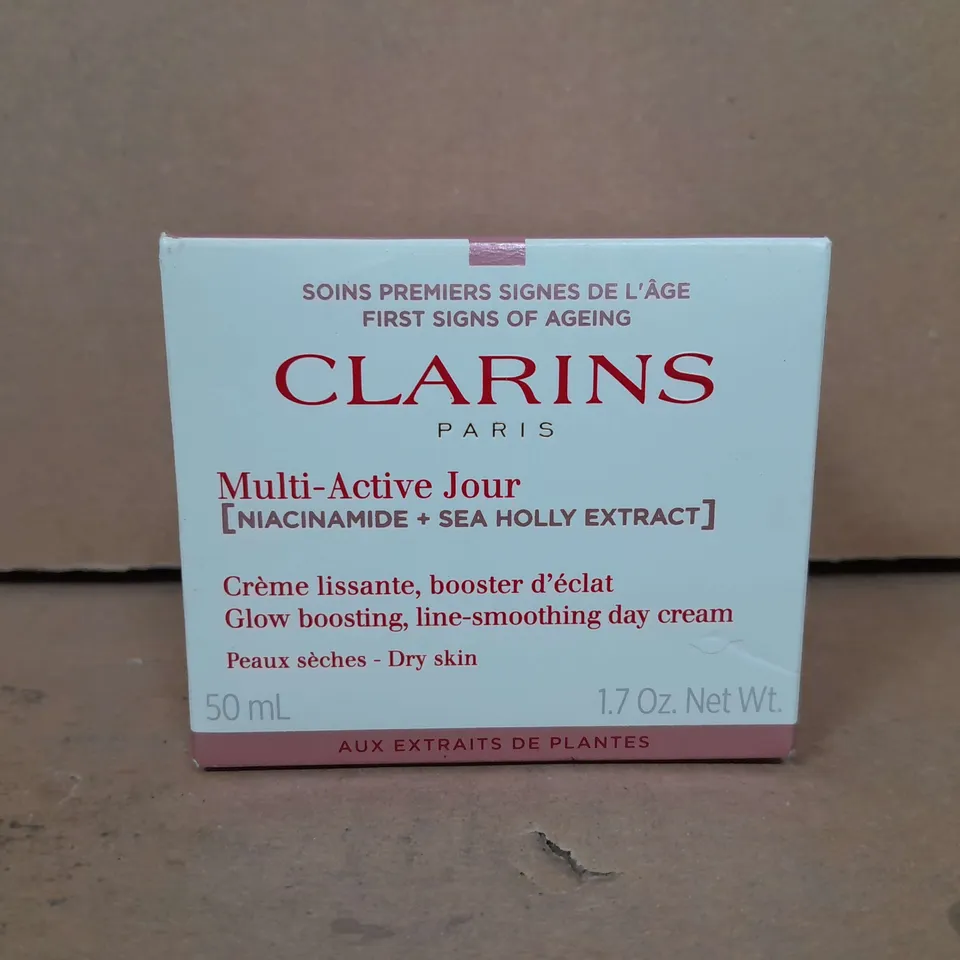 SOINS PREMIERS SIGNES DE L'ÂGE
FIRST SIGNS OF AGEING
CLARINS
PARIS
Multi-Active Jour
[NIACINAMIDE + SEA HOLLY EXTRACT]
Crème lissante, booster d'éclat
Glow boosting, line-smoothing day cream
Peaux sèches - Dry skin
50 mL 1.7 Oz. Net Wt.
AUX EXTRAITS DE PLANTES